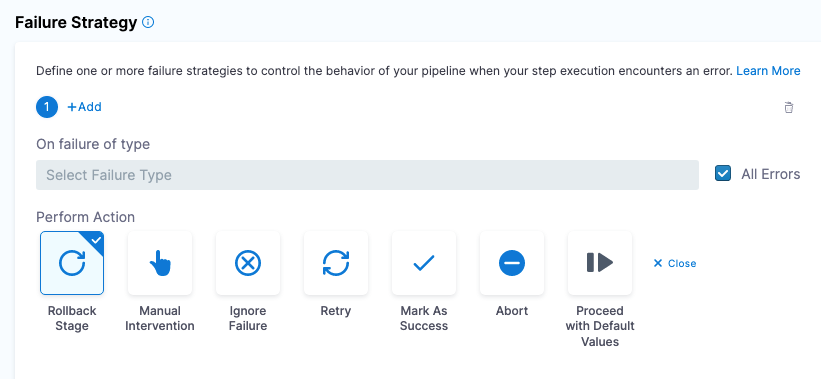 Failure Strategy
Define one or more failure strategies to control the behavior of your pipeline when your step execution encounters an error. Learn More
1 +Add
On failure of type
Select Failure Type
All Errors
Perform Action
Rollback
Stage
Manual
Intervention
Ignore
Failure
Retry
Mark As
Success
Abort
Proceed
with Default
Values
× Close